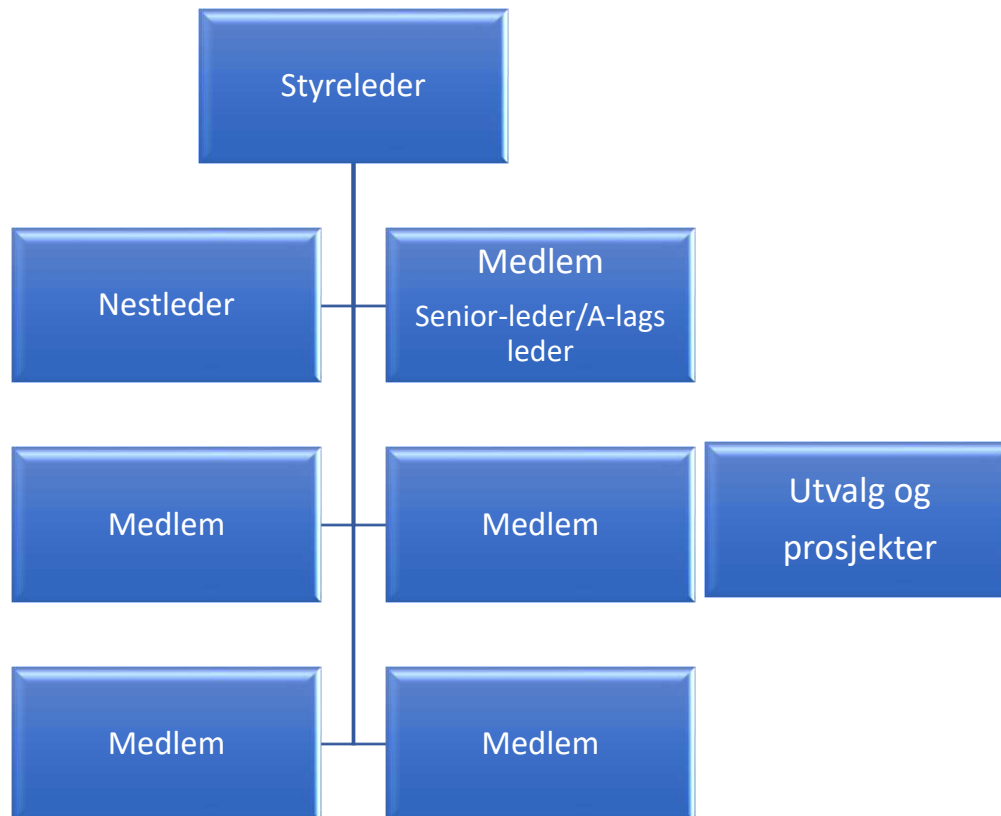 Styreleder
Nestleder
Medlem
Senior-leder/A-lags
leder
Medlem
Medlem
Utvalg og
prosjekter
Medlem
Medlem